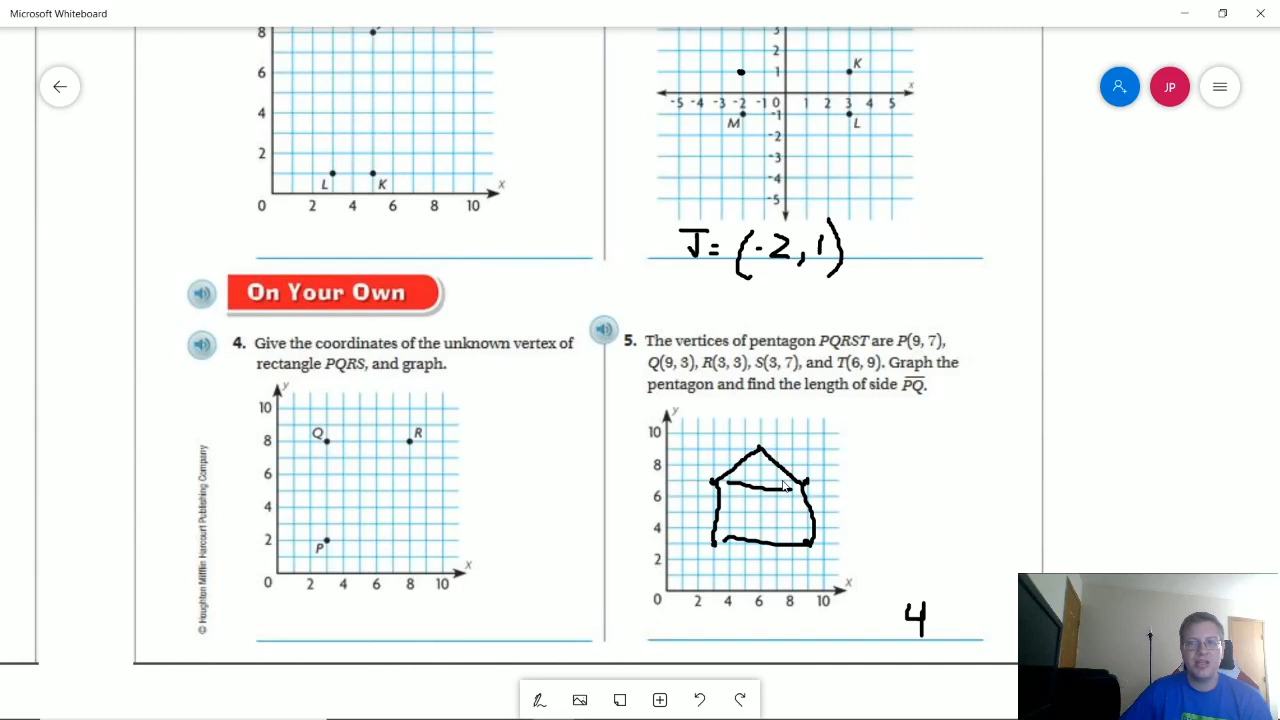 Microsoft Whiteboard
JP
8
6
4
2
0 2 4 6 8 10 x
L K
3
2
1
K
x
-5 -4 -3 -2 -1 0 1 2 3 4 5
M -1 L
-2
-3
-4
-5
J = (-2, 1)
On Your Own
4. Give the coordinates of the unknown vertex of
rectangle PQRS, and graph.
y
10
8
6
4
2
0 2 4 6 8 10 x
Q R
P
5. The vertices of pentagon PQRST are P(9, 7),
Q(9, 3), R(3, 3), S(3, 7), and T(6, 9). Graph the
pentagon and find the length of side PQ.
y
10
8
6
4
2
0 2 4 6 8 10 x
4
© Houghton Mifflin Harcourt Publishing Company